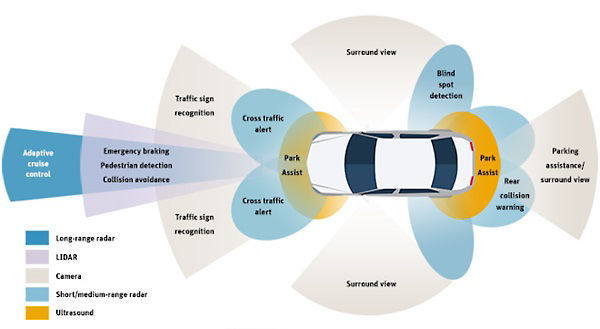 Surround view
Blind
spot
detection
Traffic sign
recognition
Cross traffic
alert
Adaptive
cruise
control
Emergency braking
Pedestrian detection
Collision avoidance
Park
Assist
Park
Assist
Parking
assistance/
surround view
Rear
collision
warning
Cross traffic
alert
Traffic sign
recognition
Surround view
Long-range radar
LIDAR
Camera
Short/medium-range radar
Ultrasound